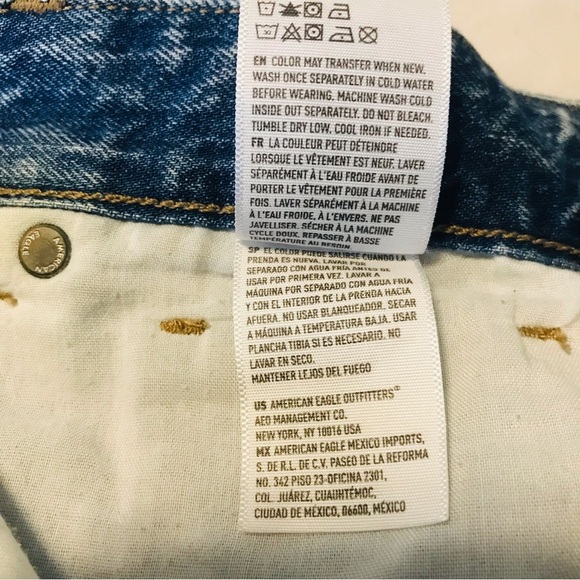 EN COLOR MAY TRANSFER WHEN NEW.
WASH ONCE SEPARATELY IN COLD WATER
BEFORE WEARING. MACHINE WASH COLD
INSIDE OUT SEPARATELY. DO NOT BLEACH.
TUMBLE DRY LOW. COOL IRON IF NEEDED.
FR LA COULEUR PEUT DÉTEINDRE
LORSQUE LE VÊTEMENT EST NEUF. LAVER
SÉPARÉMENT À L'EAU FROIDE AVANT DE
PORTER LE VÊTEMENT POUR LA PREMIÈRE
FOIS. LAVER SÉPARÉMENT À LA MACHINE
À L'EAU FROIDE, À L'ENVERS. NE PAS
JAVELLISER. SÉCHER À LA MACHINE
CYCLE DOUX. REPASSER À BASSE
TEMPÉRATURE AU BESOIN.
SP EL COLOR PUEDE SALIRSE CUANDO LA
PRENDA ES NUEVA. LAVAR POR
SEPARADO CON AGUA FRÍA ANTES DE
USAR POR PRIMERA VEZ. LAVAR A
MÁQUINA POR SEPARADO CON AGUA FRÍA
Y CON EL INTERIOR DE LA PRENDA HACIA
AFUERA. NO USAR BLANQUEADOR. SECAR
A MÁQUINA A TEMPERATURA BAJA. USAR
PLANCHA TIBIA SI ES NECESARIO. NO
LAVAR EN SECO.
MANTENER LEJOS DEL FUEGO
US AMERICAN EAGLE OUTFITTERS®
AEO MANAGEMENT CO.
NEW YORK, NY 10016 USA
MX AMERICAN EAGLE MEXICO IMPORTS,
S. DE R.L. DE C.V. PASEO DE LA REFORMA
NO. 342 PISO 23-OFICINA 2301,
COL. JUÁREZ, CUAUHTÉMOC,
CIUDAD DE MÉXICO, 06600, MÉXICO
AMERICAN
EAGLE